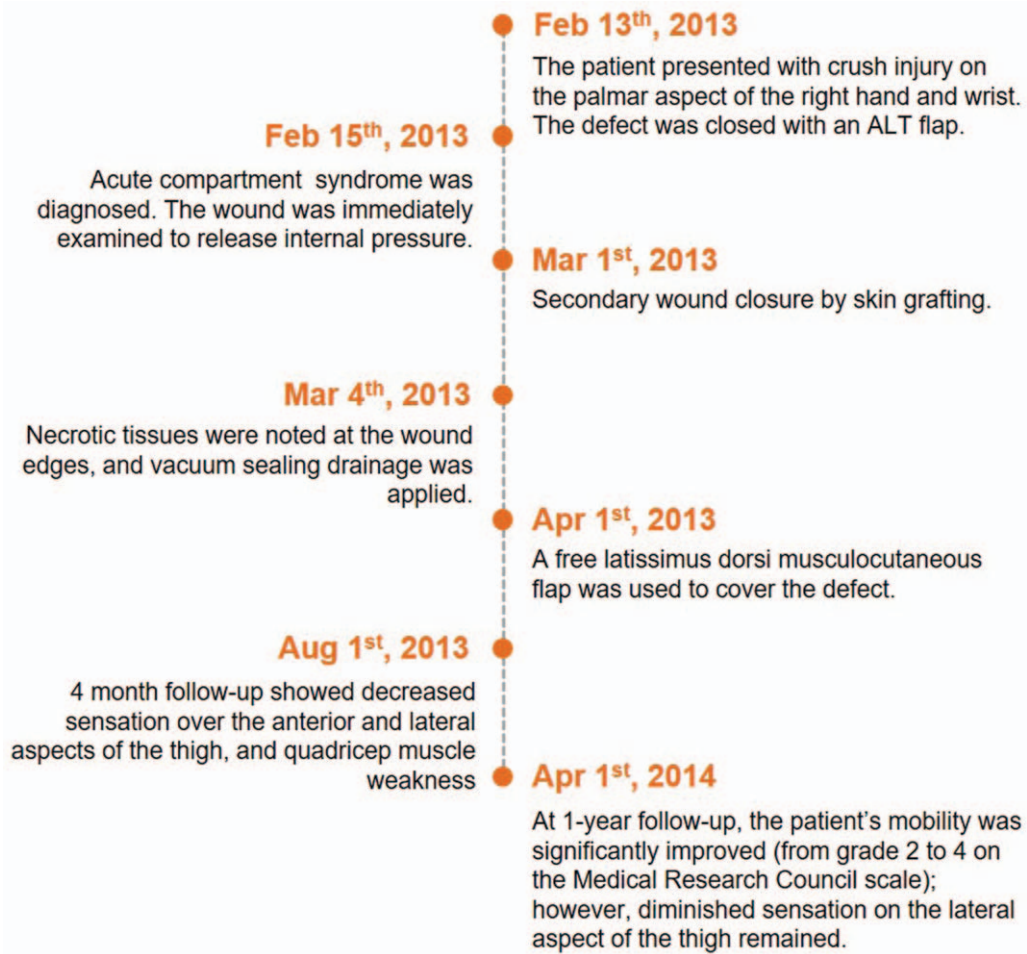 Feb 13th, 2013
The patient presented with crush injury on
the palmar aspect of the right hand and wrist.
The defect was closed with an ALT flap.
Feb 15th, 2013
Acute compartment syndrome was
diagnosed. The wound was immediately
examined to release internal pressure.
Mar 1st, 2013
Secondary wound closure by skin grafting.
Mar 4th, 2013
Necrotic tissues were noted at the wound
edges, and vacuum sealing drainage was
applied.
Apr 1st, 2013
A free latissimus dorsi musculocutaneous
flap was used to cover the defect.
Aug 1st, 2013
4 month follow-up showed decreased
sensation over the anterior and lateral
aspects of the thigh, and quadricep muscle
weakness
Apr 1st, 2014
At 1-year follow-up, the patient's mobility was
significantly improved (from grade 2 to 4 on
the Medical Research Council scale);
however, diminished sensation on the lateral
aspect of the thigh remained.